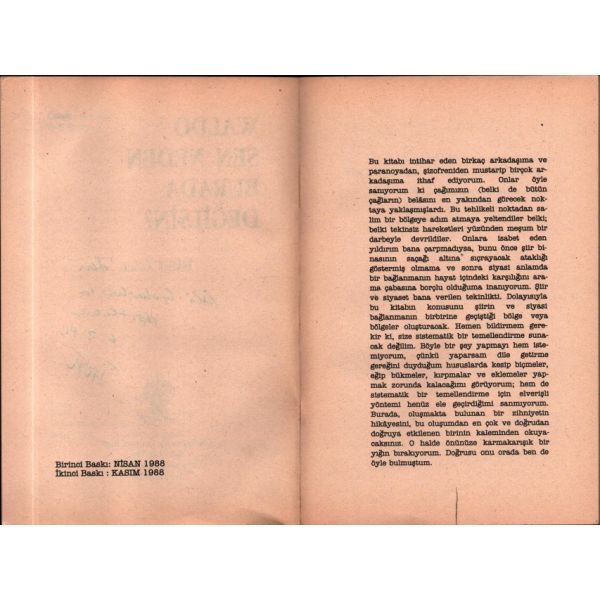 Birinci Baskı: NİSAN 1988
İkinci Baskı : KASIM 1988
Bu kitabı intihar eden birkaç arkadaşıma ve
paranoyadan, şizofreniden mustarip birçok ar-
kadaşıma ithaf ediyorum. Onlar öyle
sanıyorum ki çağımızın (belki de bütün
çağların) belâsını en yakından görecek nok-
taya yaklaşmışlardı. Bu tehlikeli noktadan sa-
lim bir bölgeye adım atmaya yeltendiler belki;
belki tekinsiz hareketleri yüzünden meşum bir
darbeyle devrildiler. Onlara isabet eden
yıldırım bana çarpmadıysa, bunu önce şiir bi-
nasının saçağı altına sıçrayacak ataklığı
göstermiş olmama ve sonra siyasi anlamda
bir bağlanmanın hayat içindeki karşılığını ara-
ma çabasına borçlu olduğuma inanıyorum. Şiir
ve siyaset bana verilen tekinlikti. Dolayısıyla
bu kitabın konusunu şiirin ve siyasi
bağlanmanın birbirine geçiştiği bölge veya
bölgeler oluşturacak. Hemen bildirmem gere-
kir ki, size sistematik bir temellendirme suna-
cak değilim. Böyle bir şey yapmayı hem iste-
miyorum, çünkü yaparsam dile getirme
gereğini duyduğum hususlarda kesip biçmeler,
eğip bükmeler, kırpmalar ve eklemeler yap-
mak zorunda kalacağımı görüyorum; hem de
sistematik bir temellendirme için elverişli
yöntemi henüz ele geçirdiğimi sanmıyorum.
Burada, oluşmakta bulunan bir zihniyetin
hikâyesini, bu oluşumdan en çok ve doğrudan
doğruya etkilenen birinin kaleminden okuya-
caksınız. O halde önünüze karmakarışık bir
yığın bırakıyorum. Doğrusu onu orada ben de
öyle bulmuştum.